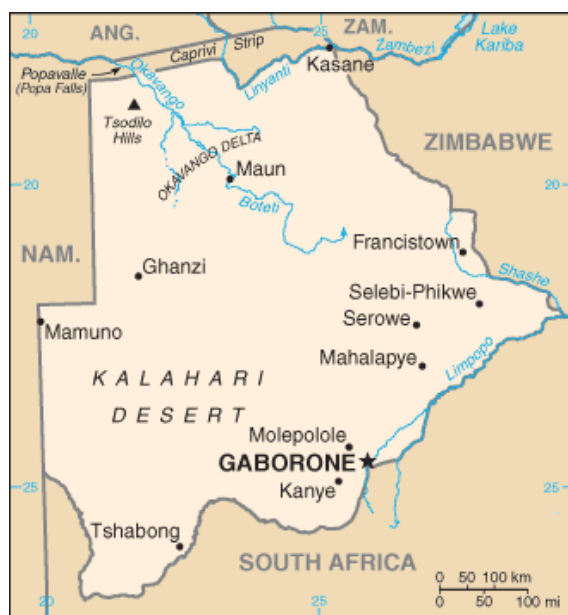 20
ANG.
25
ZAM.
Lake
Kariba
Caprivi Strip
Zambezi
Kasane
Popavalle
(Popa Falls)
Okavango
Linyanti
Tsodilo
Hills
OKAVANGO DELTA
ZIMBABWE
20
Maun
20
Boteti
NAM.
Francistown
Ghanzi
Shashe
Selebi-Phikwe
Serowe
Mamuno
Mahalapye
Limpopo
KALAHARI
DESERT
Molepolole
GABORONE
25
Kanye
25
Tshabong
SOUTH AFRICA
0 50 100 km
20
25
0 50 100 mi